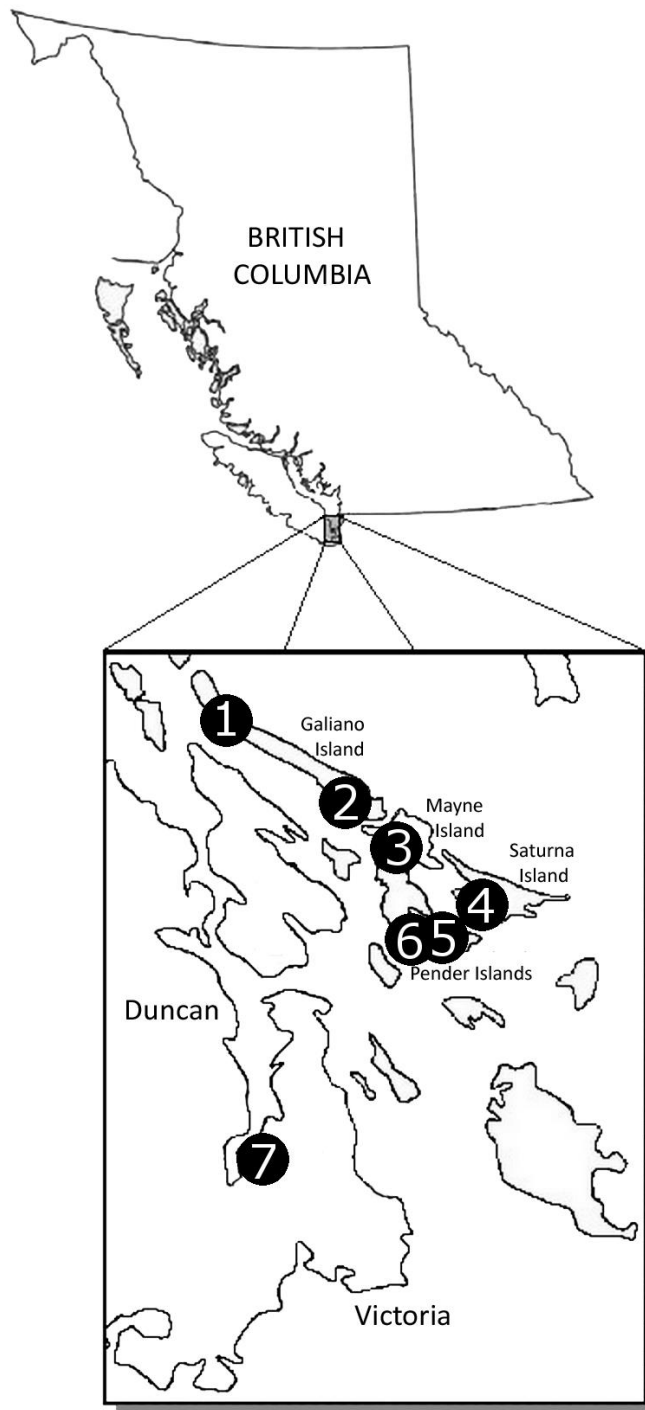 BRITISH
COLUMBIA
1
Galiano
Island
2
Mayne
Island
3
Saturna
Island
4
5
6
Pender Islands
Duncan
7
Victoria